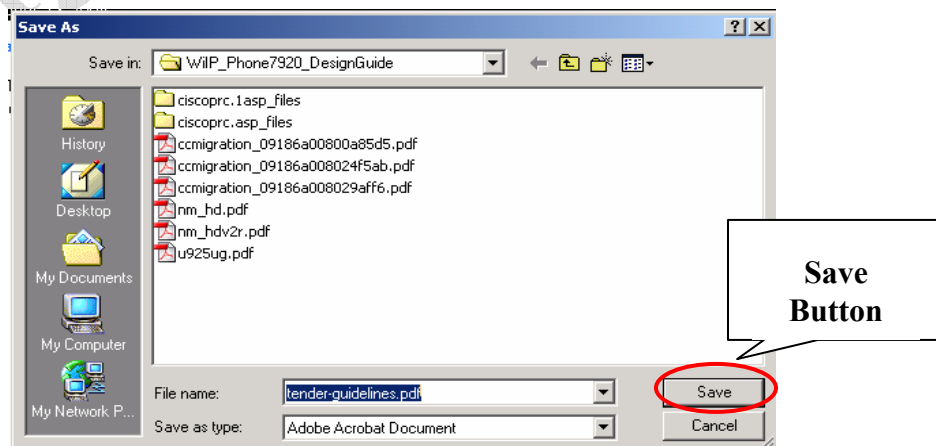 Save As
Save in:
WiIP_Phone7920_DesignGuide
History
Desktop
My Documents
My Computer
My Network P...
ciscoprc.1asp_files
ciscoprc.asp_files
ccmigration_09186a00800a85d5.pdf
ccmigration_09186a008024f5ab.pdf
ccmigration_09186a008029aff6.pdf
nm_hd.pdf
nm_hdv2r.pdf
u925ug.pdf
Save
Button
File name:
tender-guidelines.pdf
Save
Save as type:
Adobe Acrobat Document
Cancel